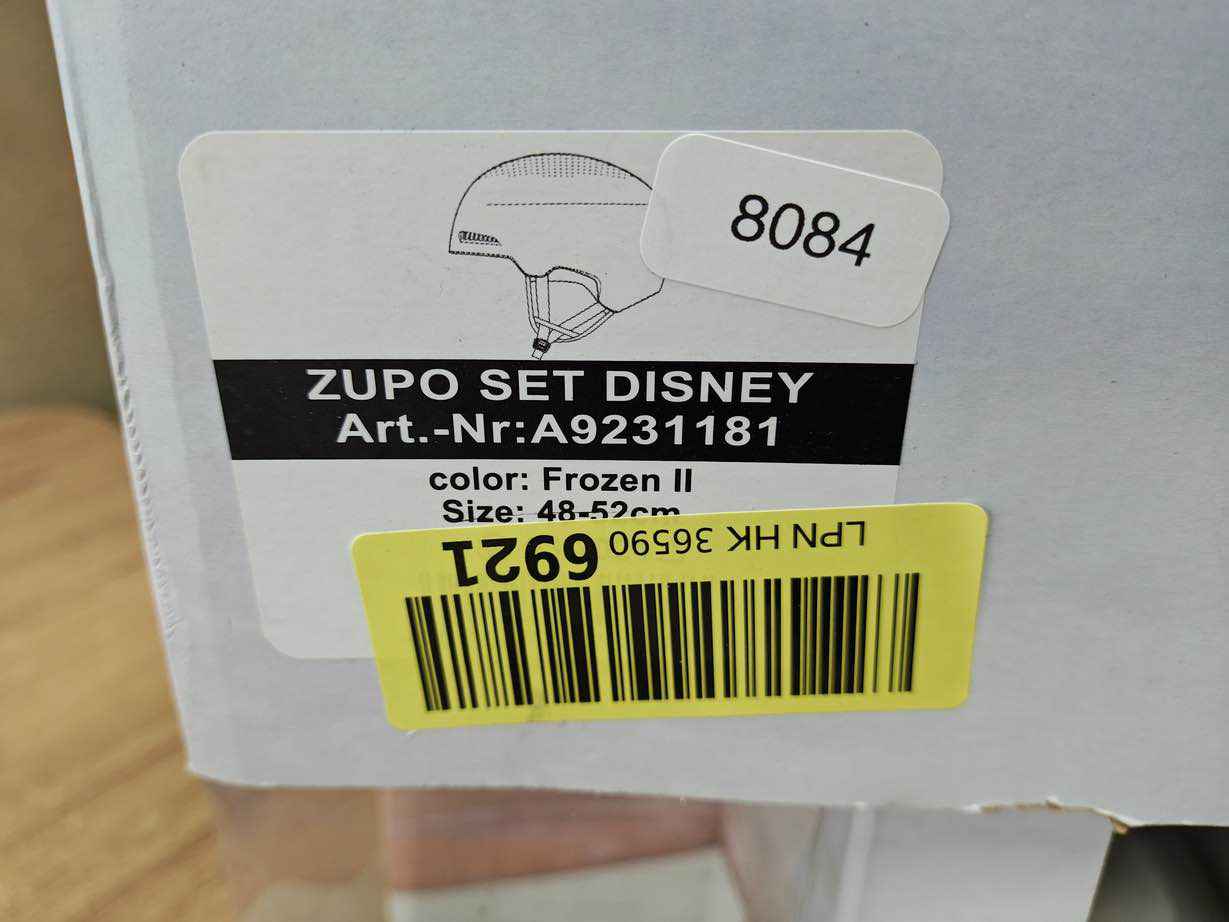 8084
ZUPO SET DISNEY
Art.-Nr:A9231181
color: Frozen II
Size: 48-52cm
LPN HK 36590 6921